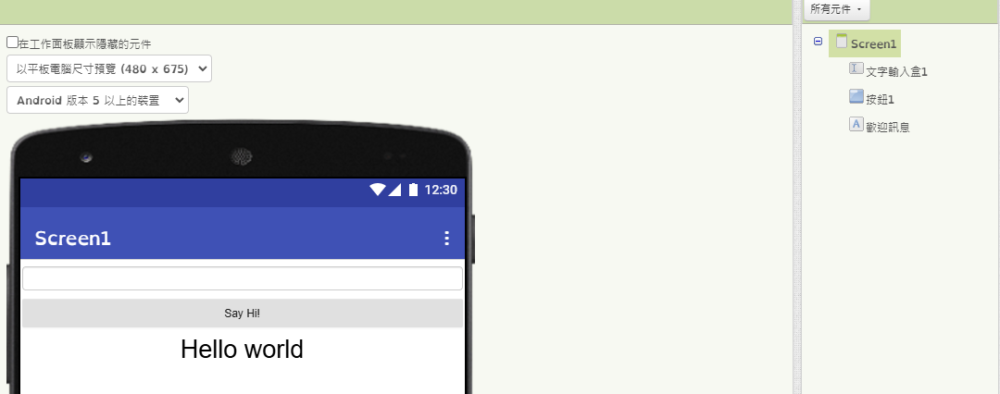 在工作面板顯示隱藏的元件
以平板電腦尺寸預覽 (480 x 675)
Android 版本 5 以上的裝置
12:30
Screen1
Say Hi!
Hello world
所有元件
Screen1
文字輸入盒1
按鈕1
A 歡迎訊息